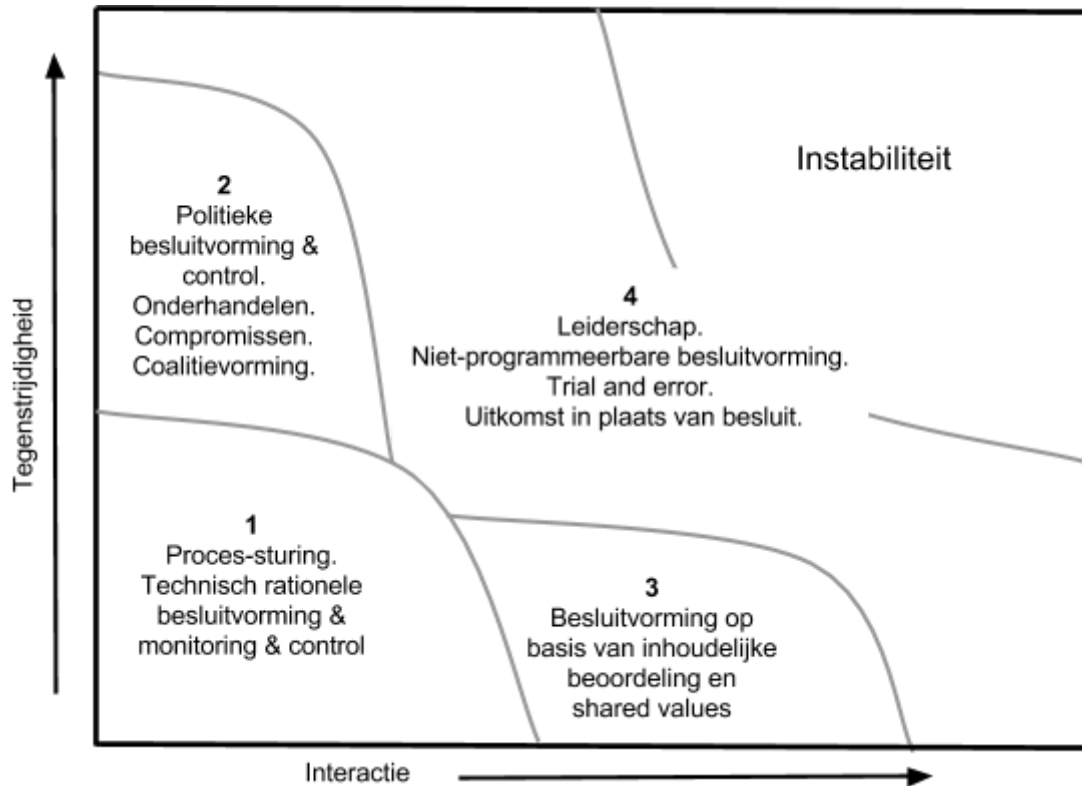 Instabiliteit
2
Politieke
besluitvorming &
control.
Onderhandelen.
Compromissen.
Coalitievorming.
4
Leiderschap.
Niet-programmeerbare besluitvorming.
Trial and error.
Uitkomst in plaats van besluit.
Tegenstrijdigheid
1
Proces-sturing.
Technisch rationele
besluitvorming &
monitoring & control
3
Besluitvorming op
basis van inhoudelijke
beoordeling en
shared values
Interactie